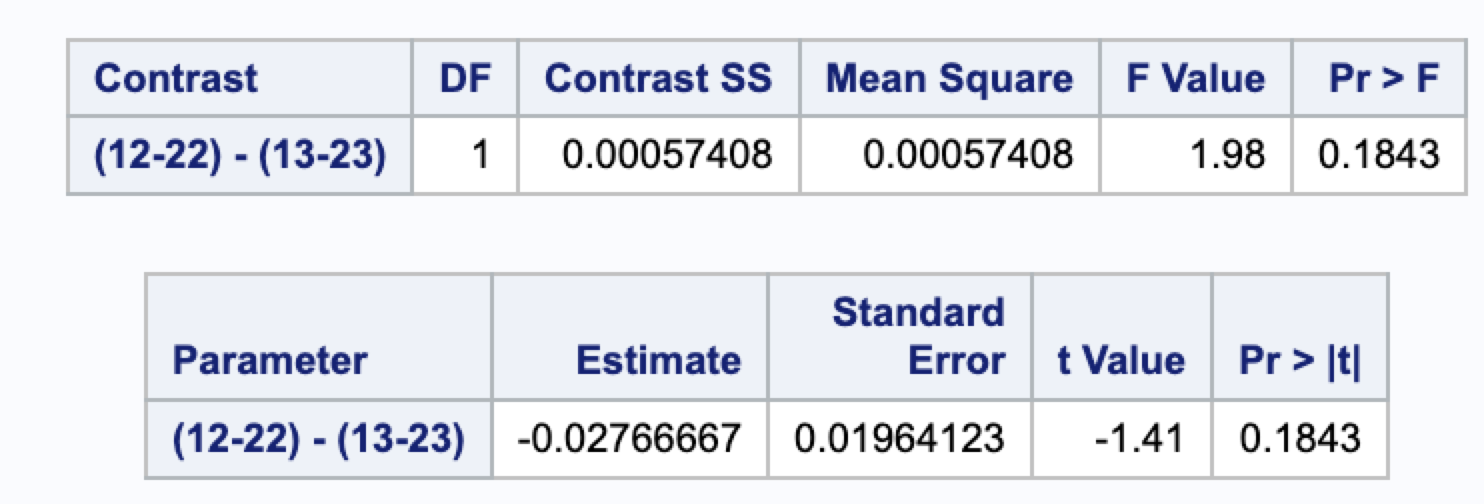 Contrast DF Contrast SS Mean Square F Value Pr > F
(12-22) - (13-23) 1 0.00057408 0.00057408 1.98 0.1843
Parameter Estimate Standard Error t Value Pr > |t|
(12-22) - (13-23) -0.02766667 0.01964123 -1.41 0.1843